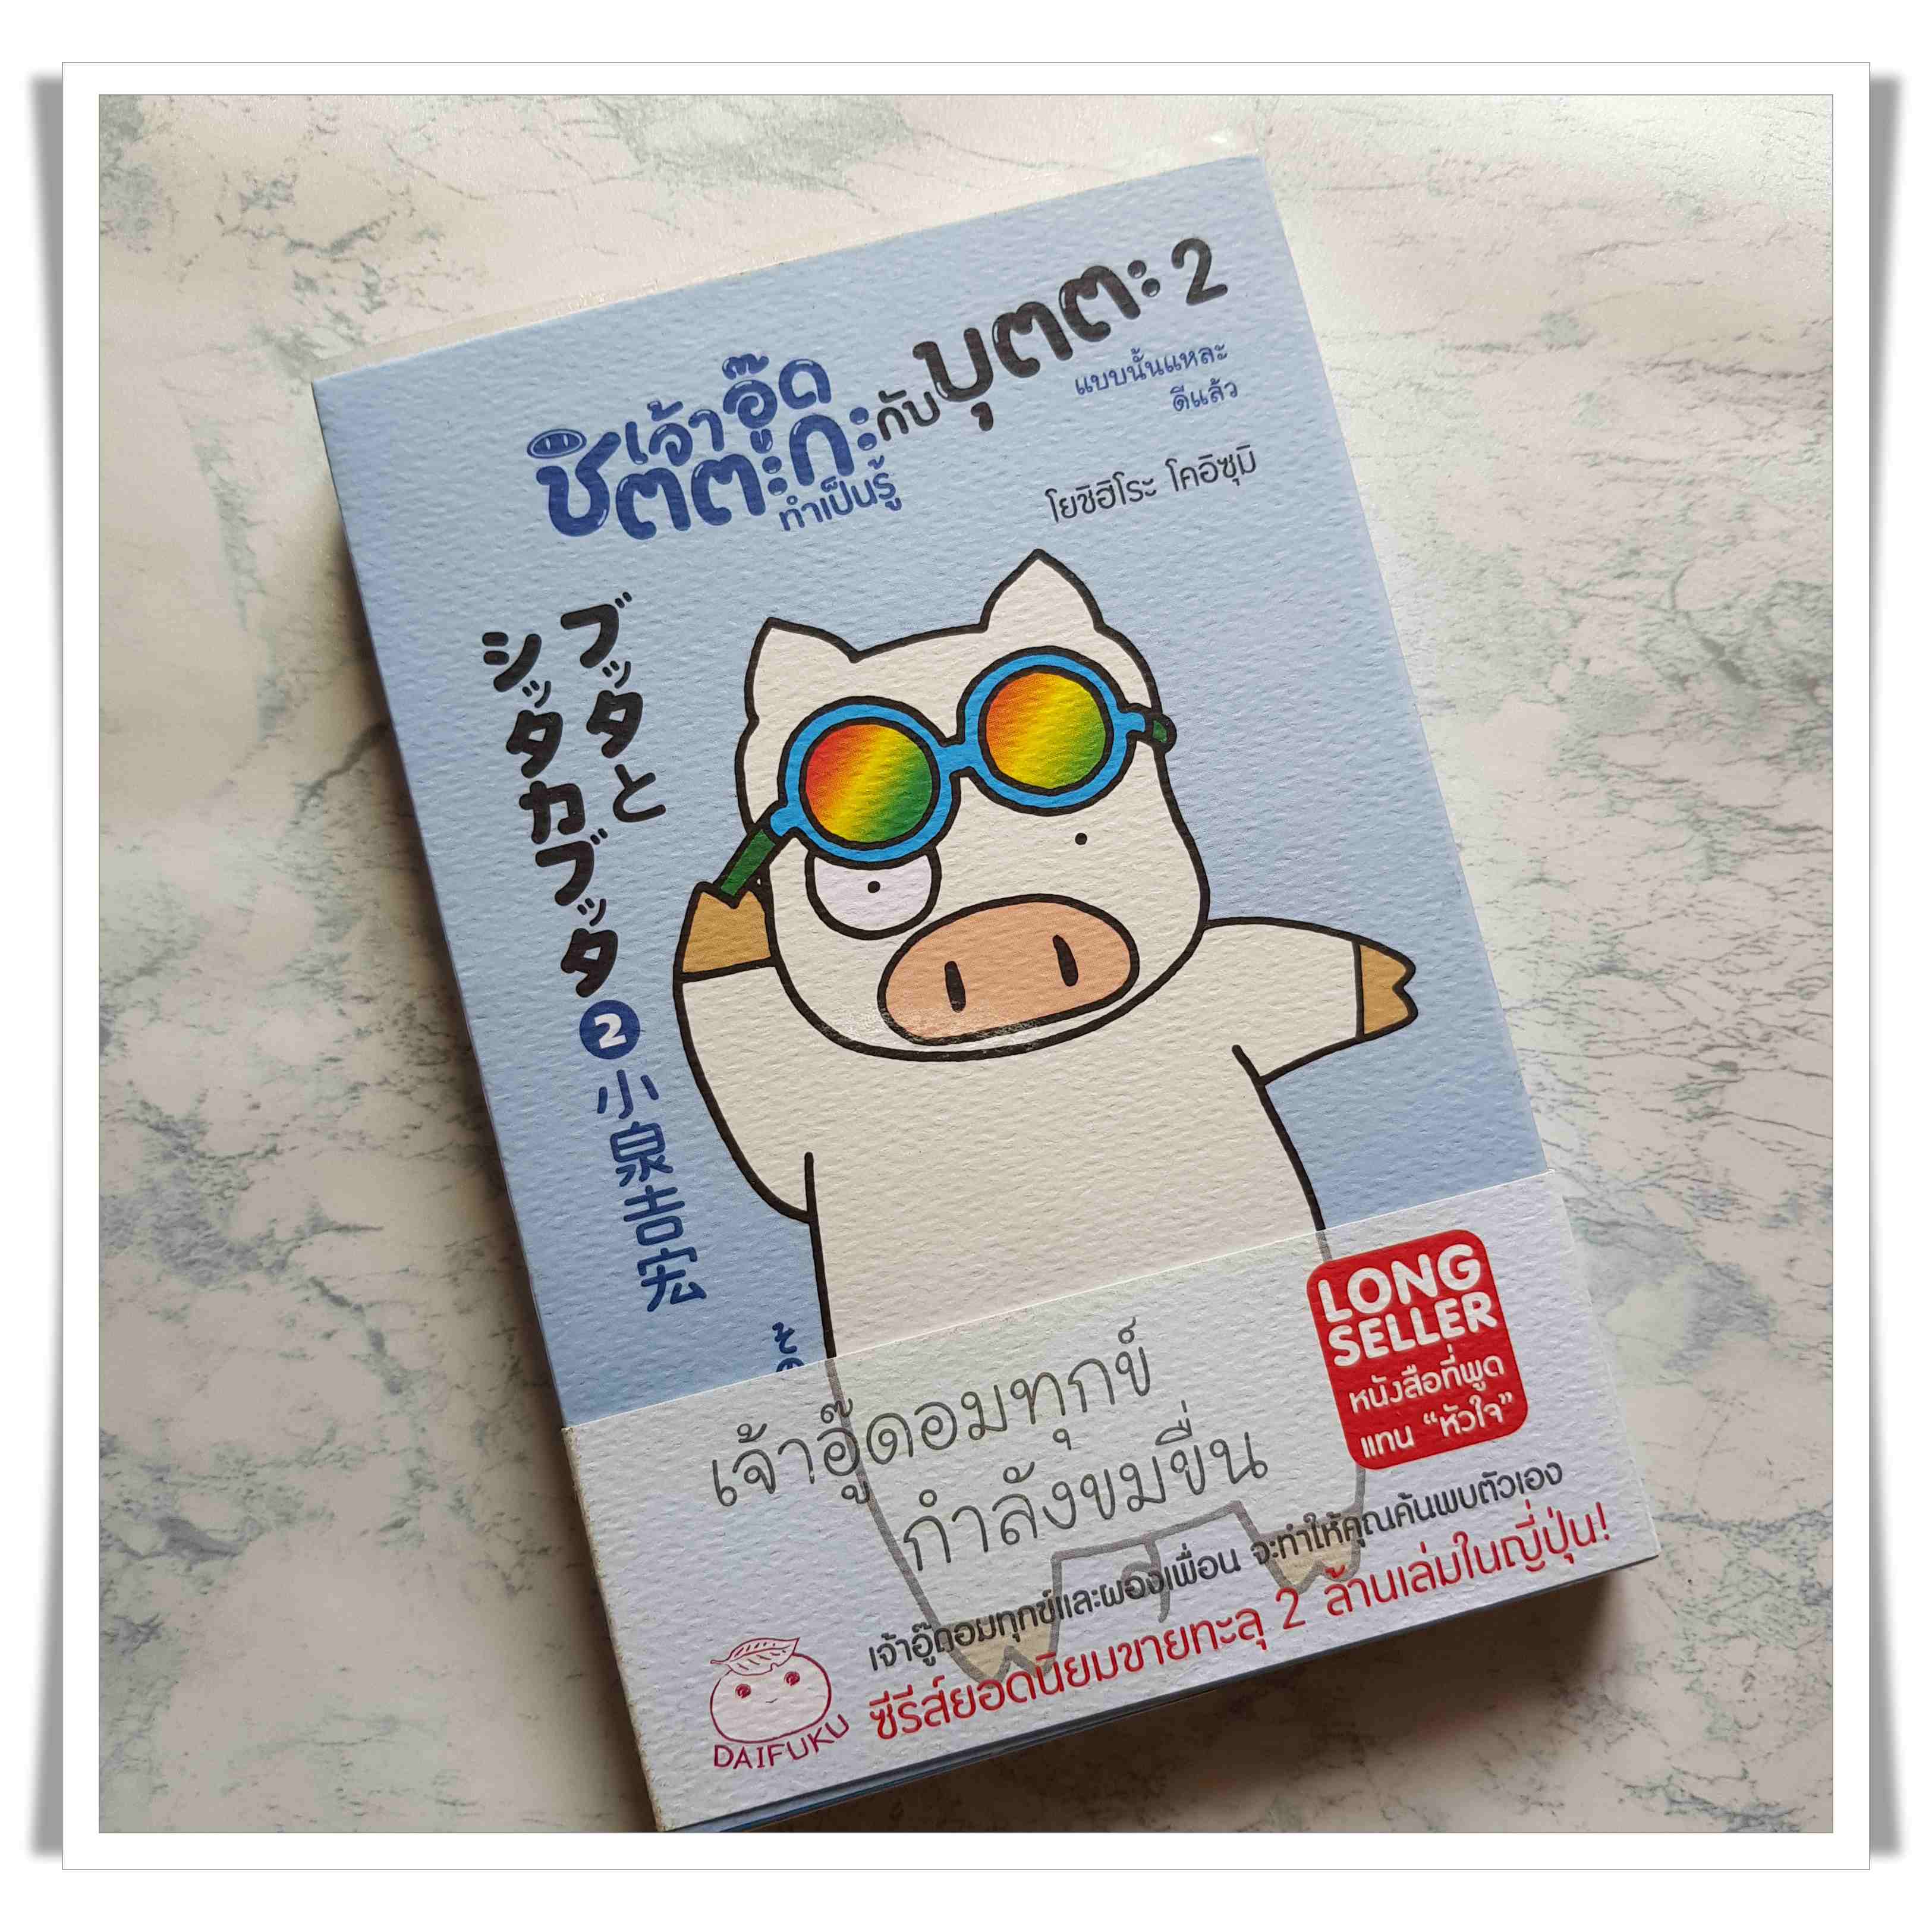 เจ้าอู๊ด
ชิตตะกะ
ทำเป็นรู้
กับบุตตะ 2
แบบนั้นแหละ
ดีแล้ว
โยชิฮิโระ โคอิซุมิ
ブッタと
シッタカブッタ
2
小泉吉宏
そ
LONG
SELLER
หนังสือที่พูด
แทน “หัวใจ”
เจ้าอู๊ดอมทุกข์
กำลังขมขื่น
เจ้าอู๊ดอมทุกข์และผองเพื่อน จะทำให้คุณค้นพบตัวเอง
ซีรีส์ยอดนิยมขายทะลุ 2 ล้านเล่มในญี่ปุ่น!
DAIFUKU